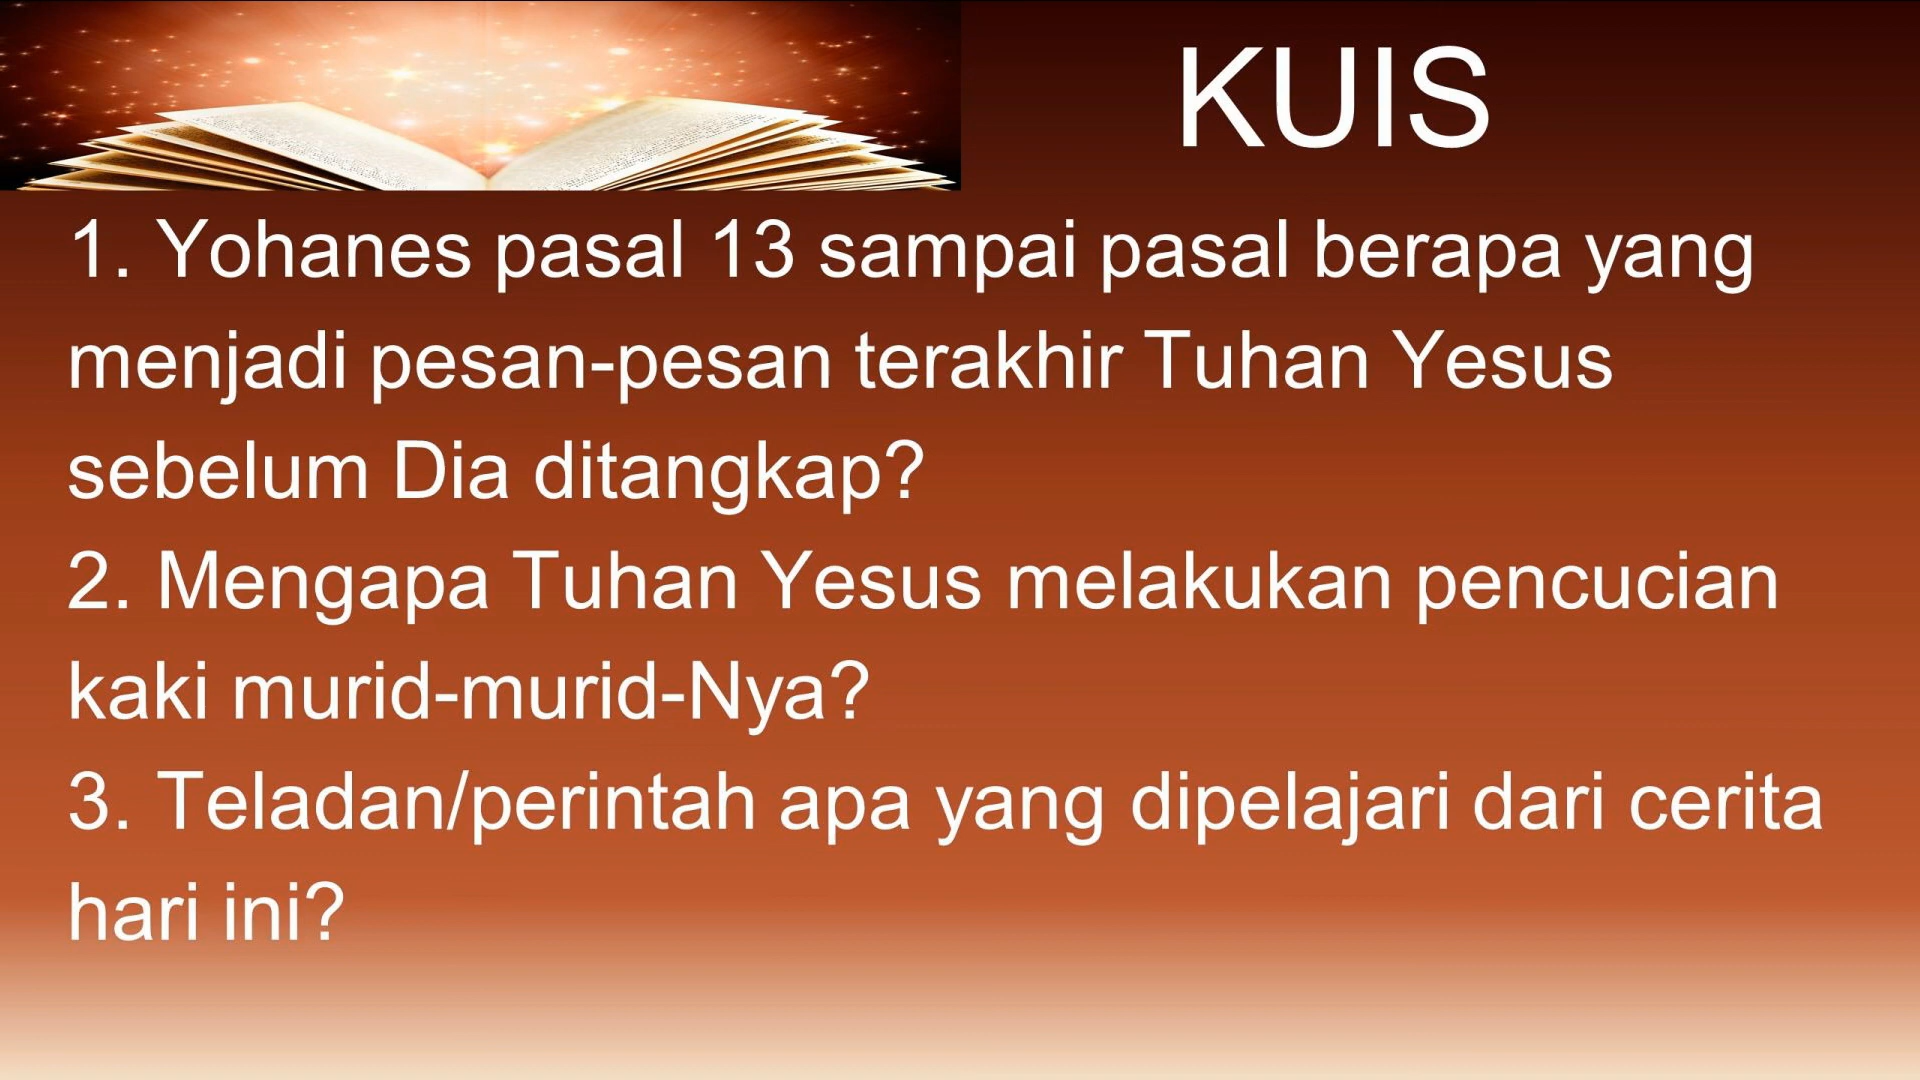 KUIS
1. Yohanes pasal 13 sampai pasal berapa yang
menjadi pesan-pesan terakhir Tuhan Yesus
sebelum Dia ditangkap?
2. Mengapa Tuhan Yesus melakukan pencucian
kaki murid-murid-Nya?
3. Teladan/perintah apa yang dipelajari dari cerita
hari ini?